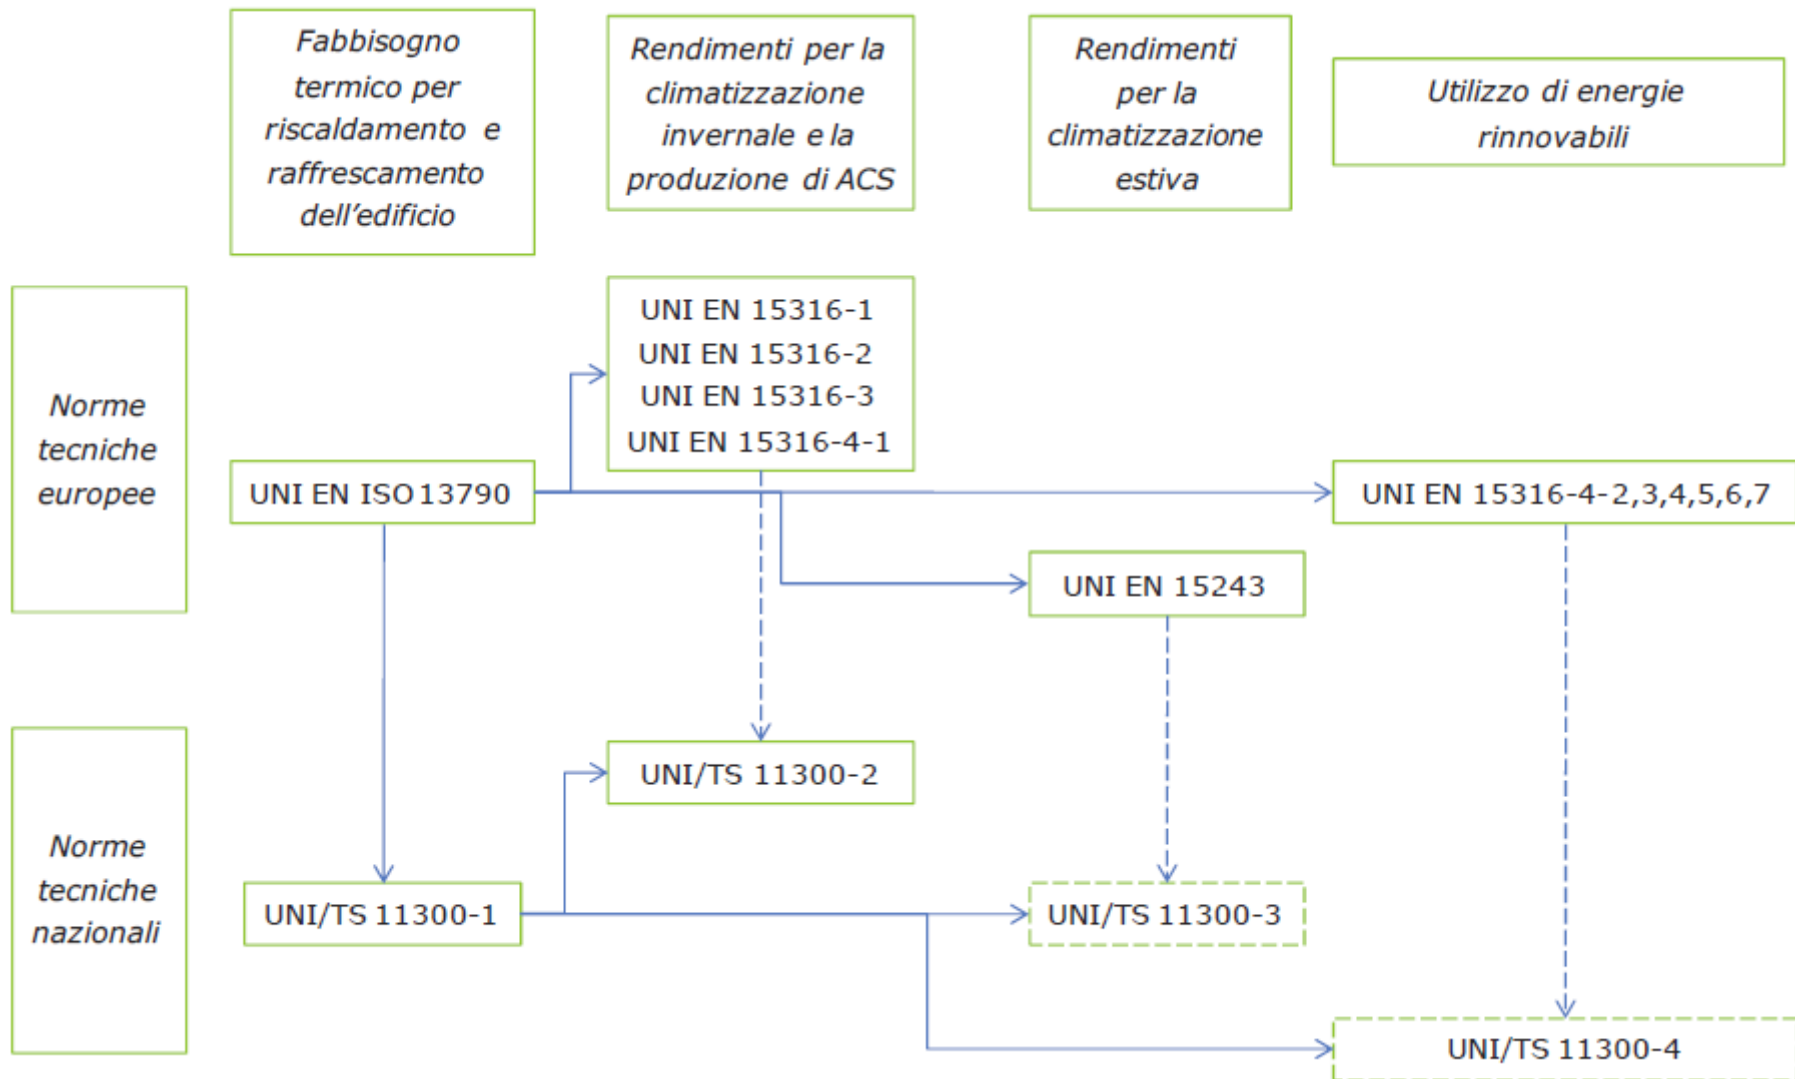 Fabbisogno
termico per
riscaldamento e
raffrescamento
dell'edificio
Rendimenti per la
climatizzazione
invernale e la
produzione di ACS
Rendimenti
per la
climatizzazione
estiva
Utilizzo di energie
rinnovabili
Norme
tecniche
europee
UNI EN ISO 13790
UNI EN 15316-1
UNI EN 15316-2
UNI EN 15316-3
UNI EN 15316-4-1
UNI EN 15243
UNI EN 15316-4-2,3,4,5,6,7
Norme
tecniche
nazionali
UNI/TS 11300-1
UNI/TS 11300-2
UNI/TS 11300-3
UNI/TS 11300-4